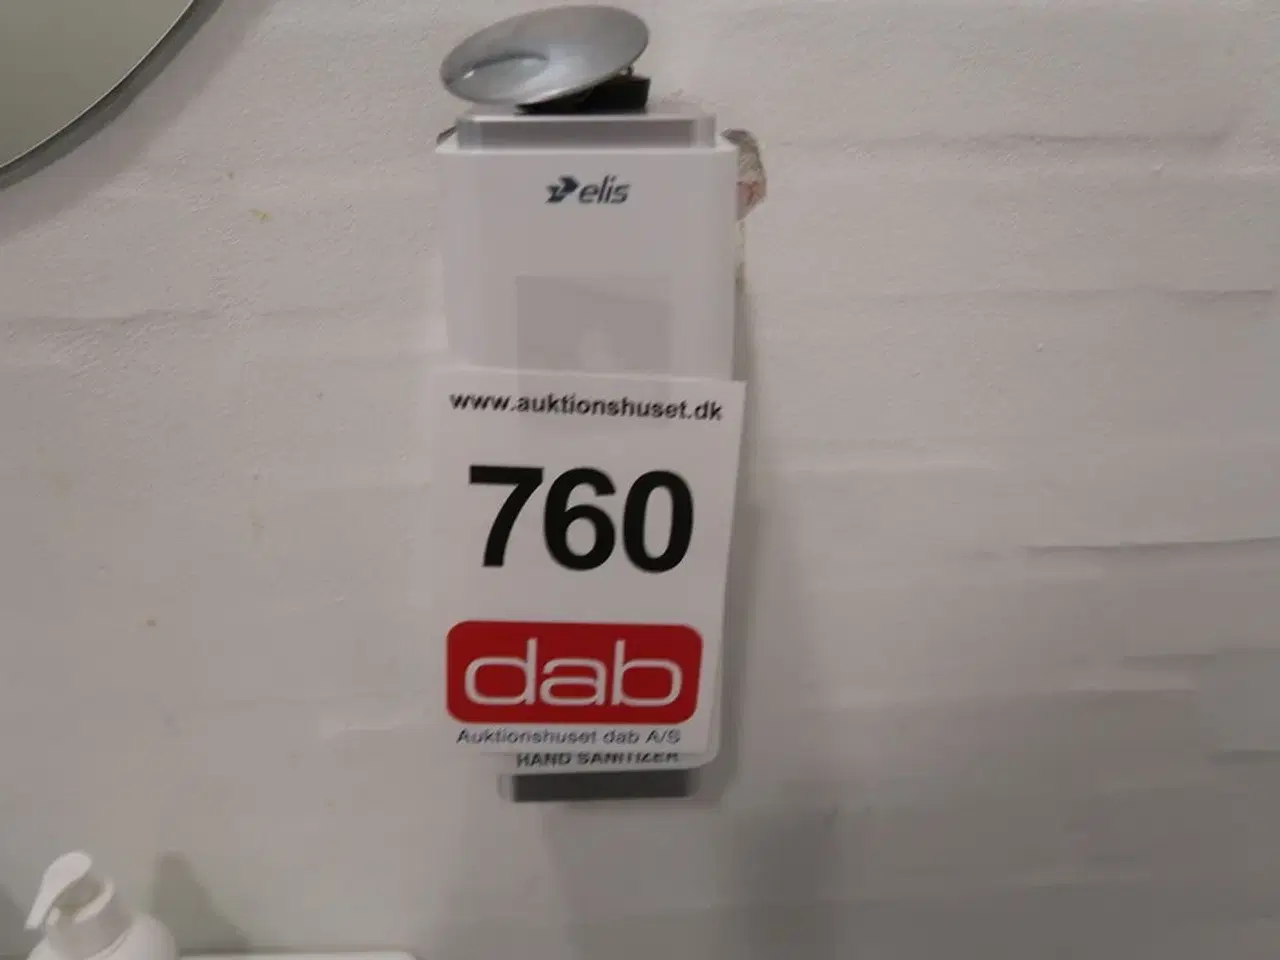 elis
www.auktionshuset.dk
760
dab
Auktionshuset dab A/S
HAND SANITIZER